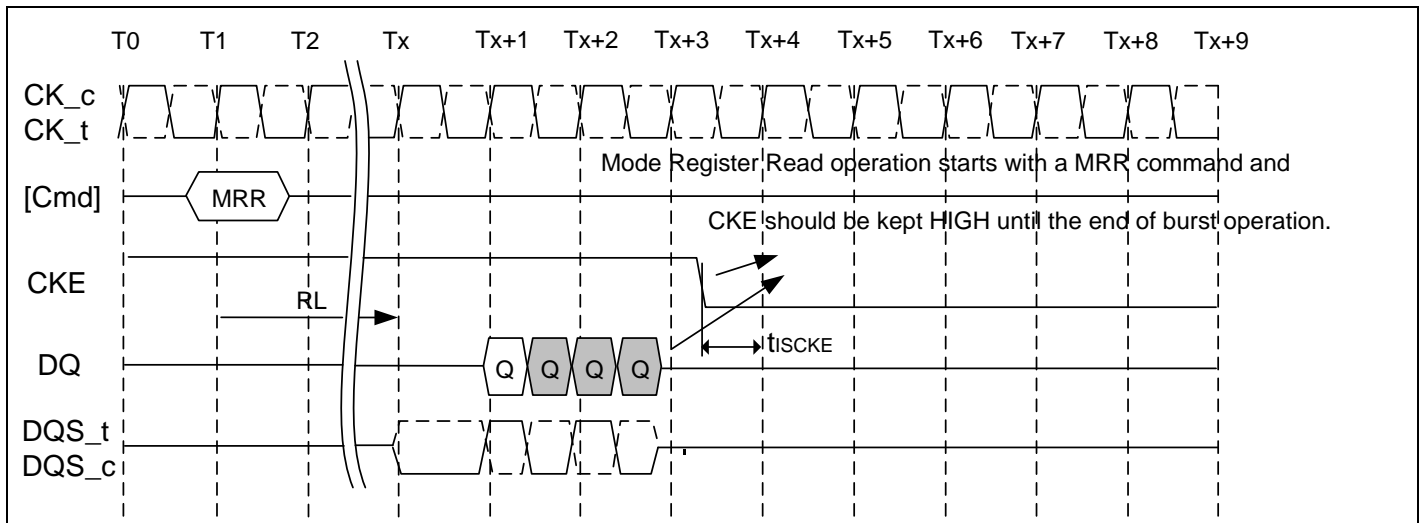 T0 T1 T2 Tx Tx+1 Tx+2 Tx+3 Tx+4 Tx+5 Tx+6 Tx+7 Tx+8 Tx+9
CK_c
CK_t
Mode Register Read operation starts with a MRR command and
[Cmd] MRR
CKE should be kept HIGH until the end of burst operation.
CKE
RL
tISCKE
DQ Q Q Q Q
DQS_t
DQS_c